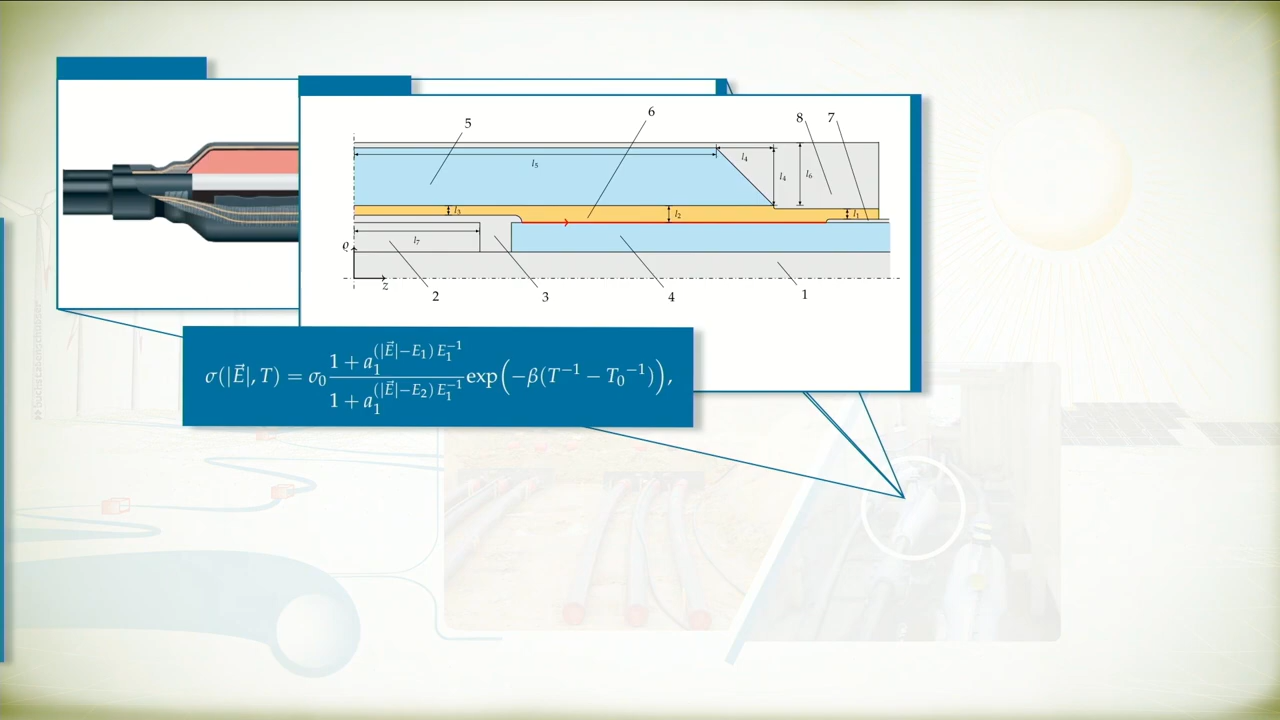 5
6
8
7
l₅
l₄
l₄
l₆
l₃
l₂
l₁
l₇
ϱ
z
2
3
4
1
σ(|E⃗|, T) = σ₀ (1 + a₁^((|E⃗|−E₁) E₁⁻¹))/(1 + a₁^((|E⃗|−E₂) E₁⁻¹)) exp(−β(T⁻¹ − T₀⁻¹)),